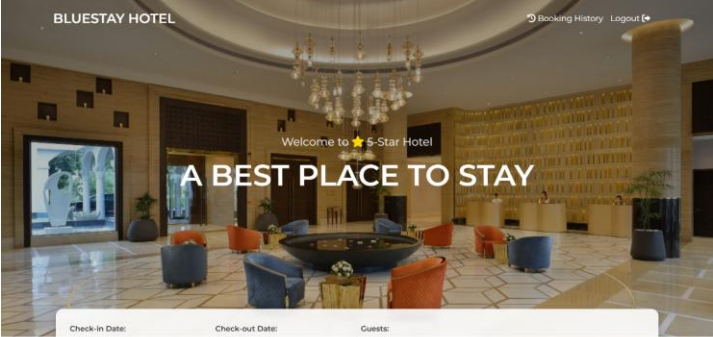 BLUESTAY HOTEL
Booking History Logout
Welcome to ⭐ 5-Star Hotel
A BEST PLACE TO STAY
Check-in Date: Check-out Date: Guests: